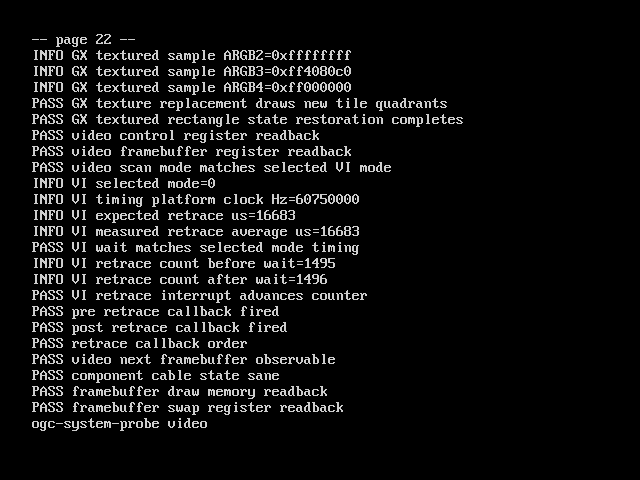 -- page 22 --
INFO GX textured sample ARGB2=0xffffffff
INFO GX textured sample ARGB3=0xff4080c0
INFO GX textured sample ARGB4=0xff000000
PASS GX texture replacement draws new tile quadrants
PASS GX textured rectangle state restoration completes
PASS video control register readback
PASS video framebuffer register readback
PASS video scan mode matches selected VI mode
INFO VI selected mode=0
INFO VI timing platform clock Hz=60750000
INFO VI expected retrace us=16683
INFO VI measured retrace average us=16683
PASS VI wait matches selected mode timing
INFO VI retrace count before wait=1495
INFO VI retrace count after wait=1496
PASS VI retrace interrupt advances counter
PASS pre retrace callback fired
PASS post retrace callback fired
PASS retrace callback order
PASS video next framebuffer observable
PASS component cable state sane
PASS framebuffer draw memory readback
PASS framebuffer swap register readback
ogc-system-probe video